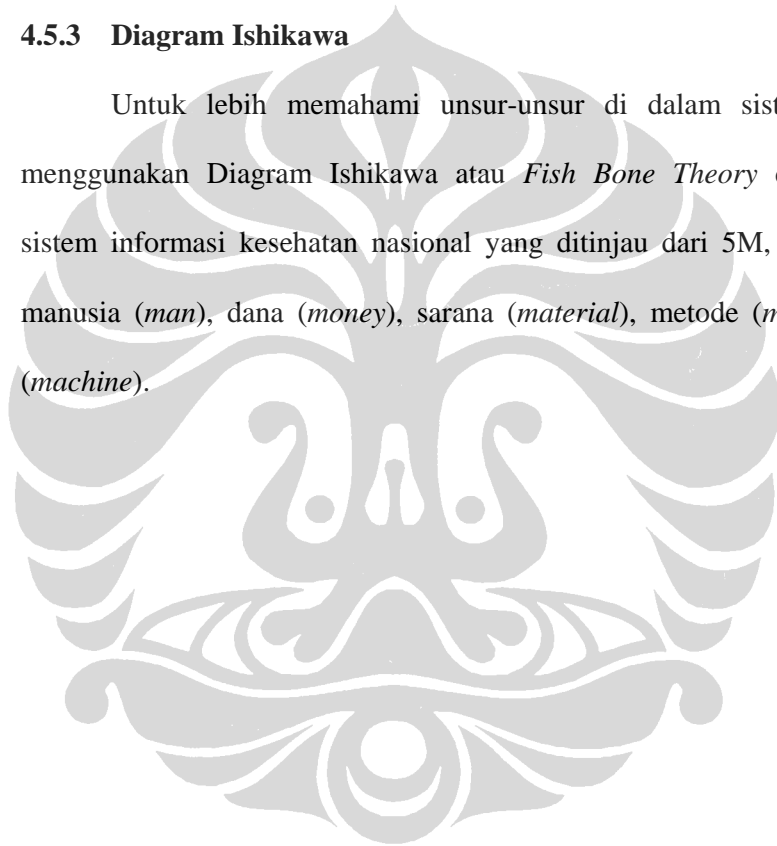 4.5.3 Diagram Ishikawa
Untuk lebih memahami unsur-unsur di dalam
menggunakan Diagram Ishikawa atau Fish Bone Theory
sistem informasi kesehatan nasional yang ditinjau dari 5M,
manusia (man), dana (money), sarana (material), metode
(machine).